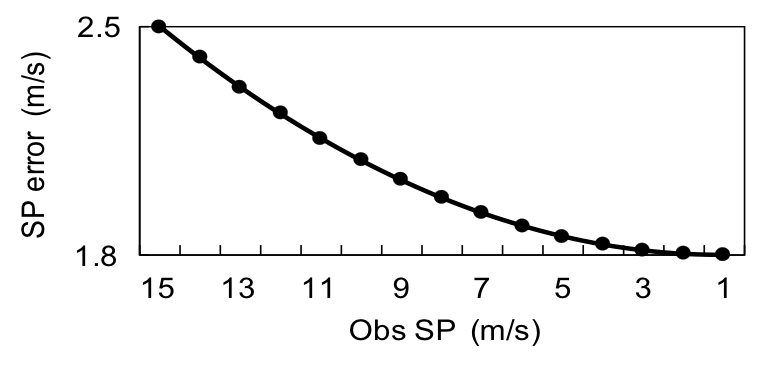 2.5
SP error (m/s)
1.8
15 13 11 9 7 5 3 1
Obs SP (m/s)